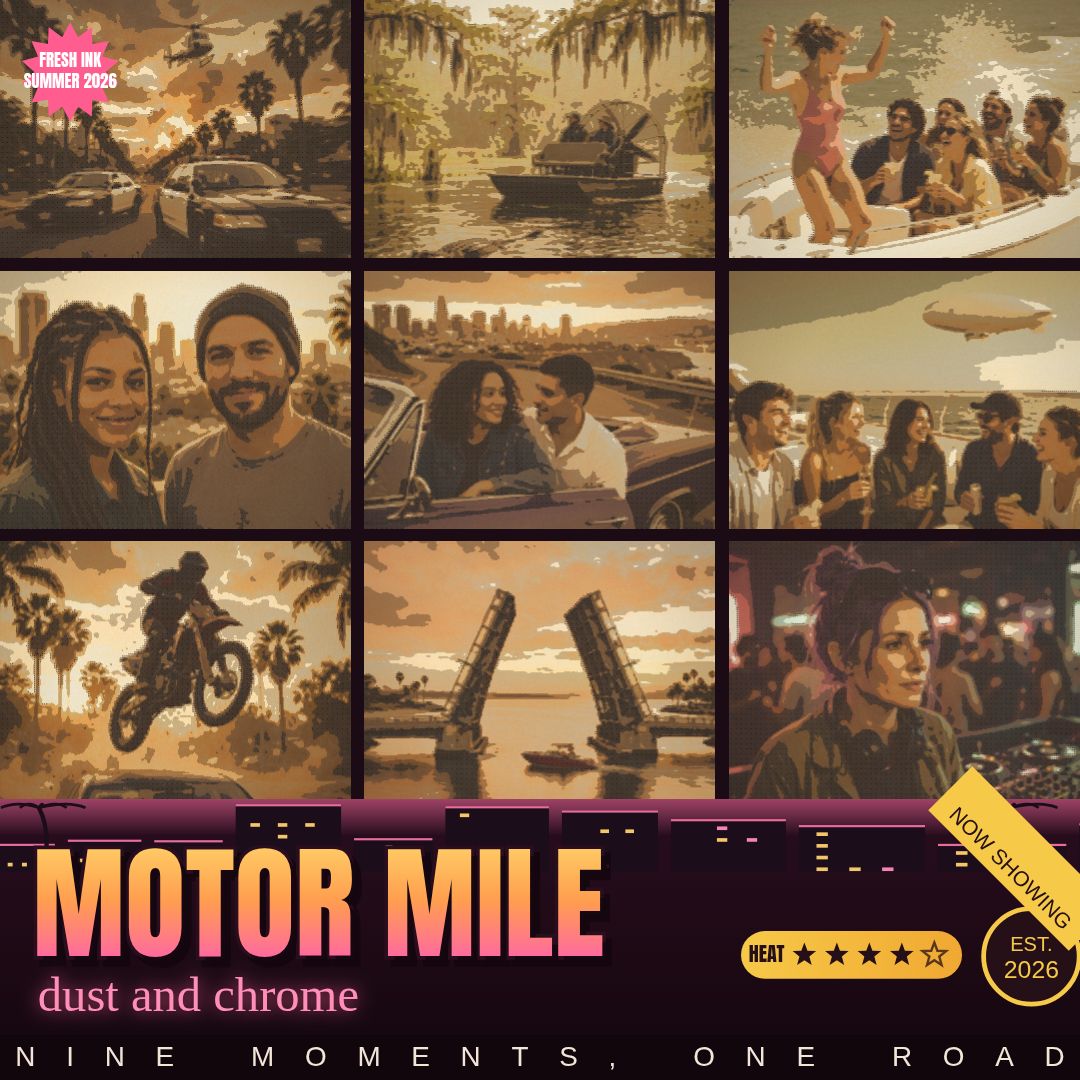 FRESH INK
SUMMER 2026
MOTOR MILE
dust and chrome
HEAT
NOW SHOWING
EST.
2026
NINE MOMENTS, ONE ROAD